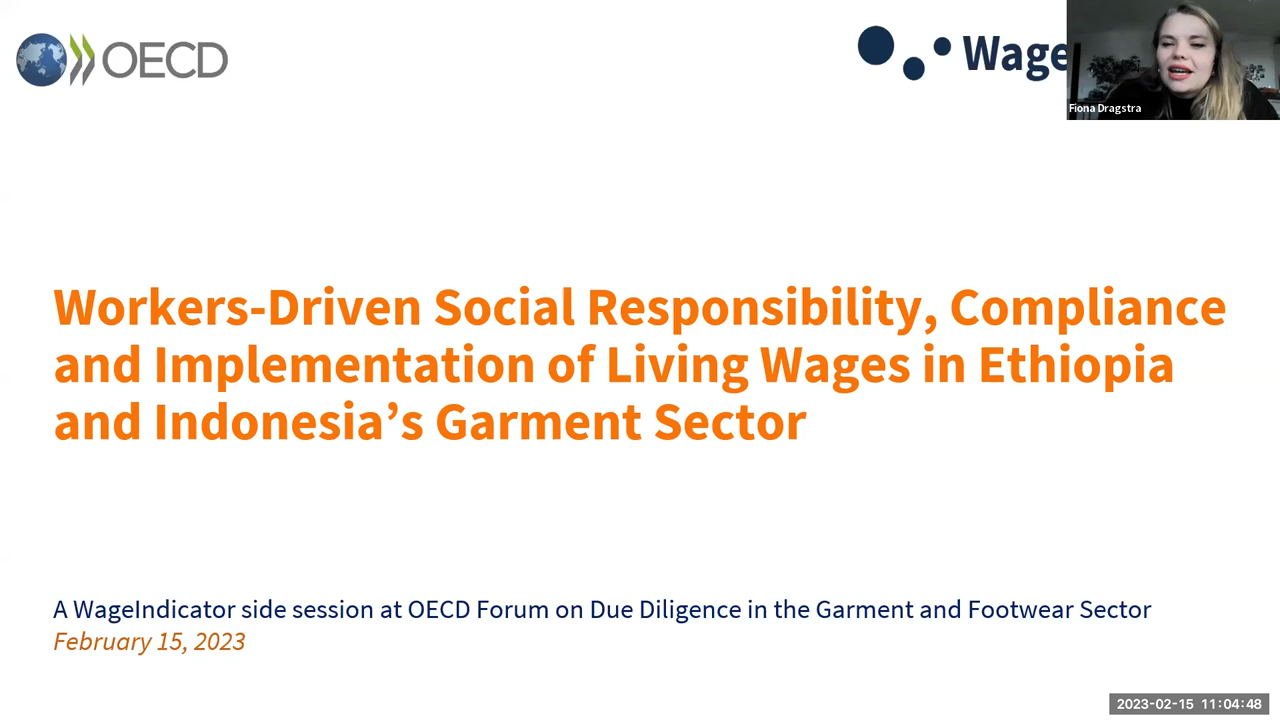 OECD
Wage
Fiona Dragstra
Workers-Driven Social Responsibility, Compliance
and Implementation of Living Wages in Ethiopia
and Indonesia’s Garment Sector
A WageIndicator side session at OECD Forum on Due Diligence in the Garment and Footwear Sector
February 15, 2023
2023-02-15 11:04:48